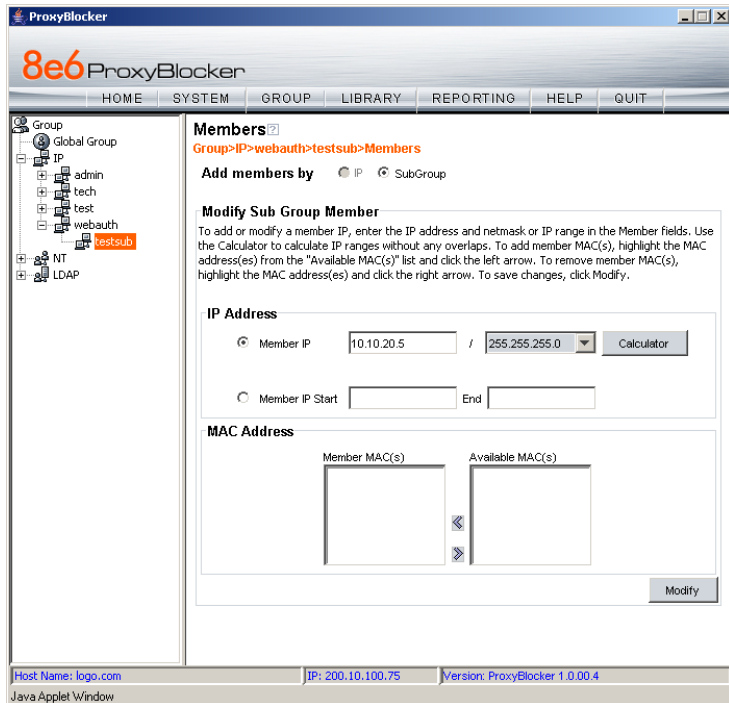 ProxyBlocker
8e6 ProxyBlocker
HOME SYSTEM GROUP LIBRARY REPORTING HELP QUIT
Group
Global Group
IP
admin
tech
test
webauth
testsub
NT
LDAP
Members?
Group>IP>webauth>testsub>Members
Add members by IP SubGroup
Modify Sub Group Member
To add or modify a member IP, enter the IP address and netmask or IP range in the Member fields. Use
the Calculator to calculate IP ranges without any overlaps. To add member MAC(s), highlight the MAC
address(es) from the "Available MAC(s)" list and click the left arrow. To remove member MAC(s),
highlight the MAC address(es) and click the right arrow. To save changes, click Modify.
IP Address
Member IP 10.10.20.5 / 255.255.255.0 Calculator
Member IP Start End
MAC Address
Member MAC(s) Available MAC(s)
Modify
Host Name: logo.com IP: 200.10.100.75 Version: ProxyBlocker 1.0.00.4
Java Applet Window